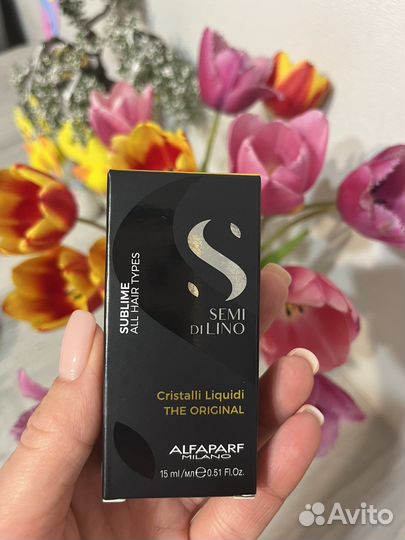 SUBLIME
ALL HAIR TYPES
SEMI
DI LINO
Cristalli Liquidi
THE ORIGINAL
ALFAPARF
MILANO
15 ml/мл ℮ 0.51 Fl.Oz.
Avito